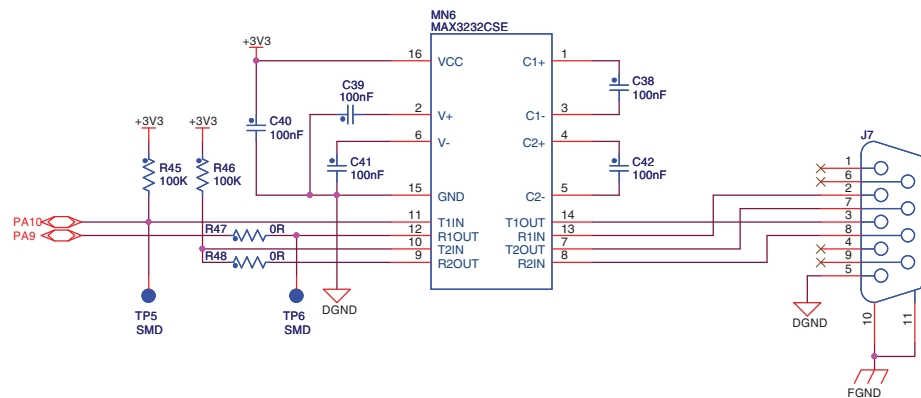 MN6
MAX3232CSE
+3V3
16 VCC C1+ 1
C39
100nF
C38
100nF
2 V+ C1- 3
C40
100nF
+3V3 +3V3
6 V- C2+ 4
J7
R45
100K
R46
100K
C41
100nF
C42
100nF
15 GND C2- 5
PA10
11 T1IN T1OUT 14
PA9
R47 0R
12 R1OUT R1IN 13
10 T2IN T2OUT 7
R48 0R
9 R2OUT R2IN 8
1
6
2
7
3
8
4
9
5
TP5
SMD
TP6
SMD
DGND
DGND
10
11
FGND